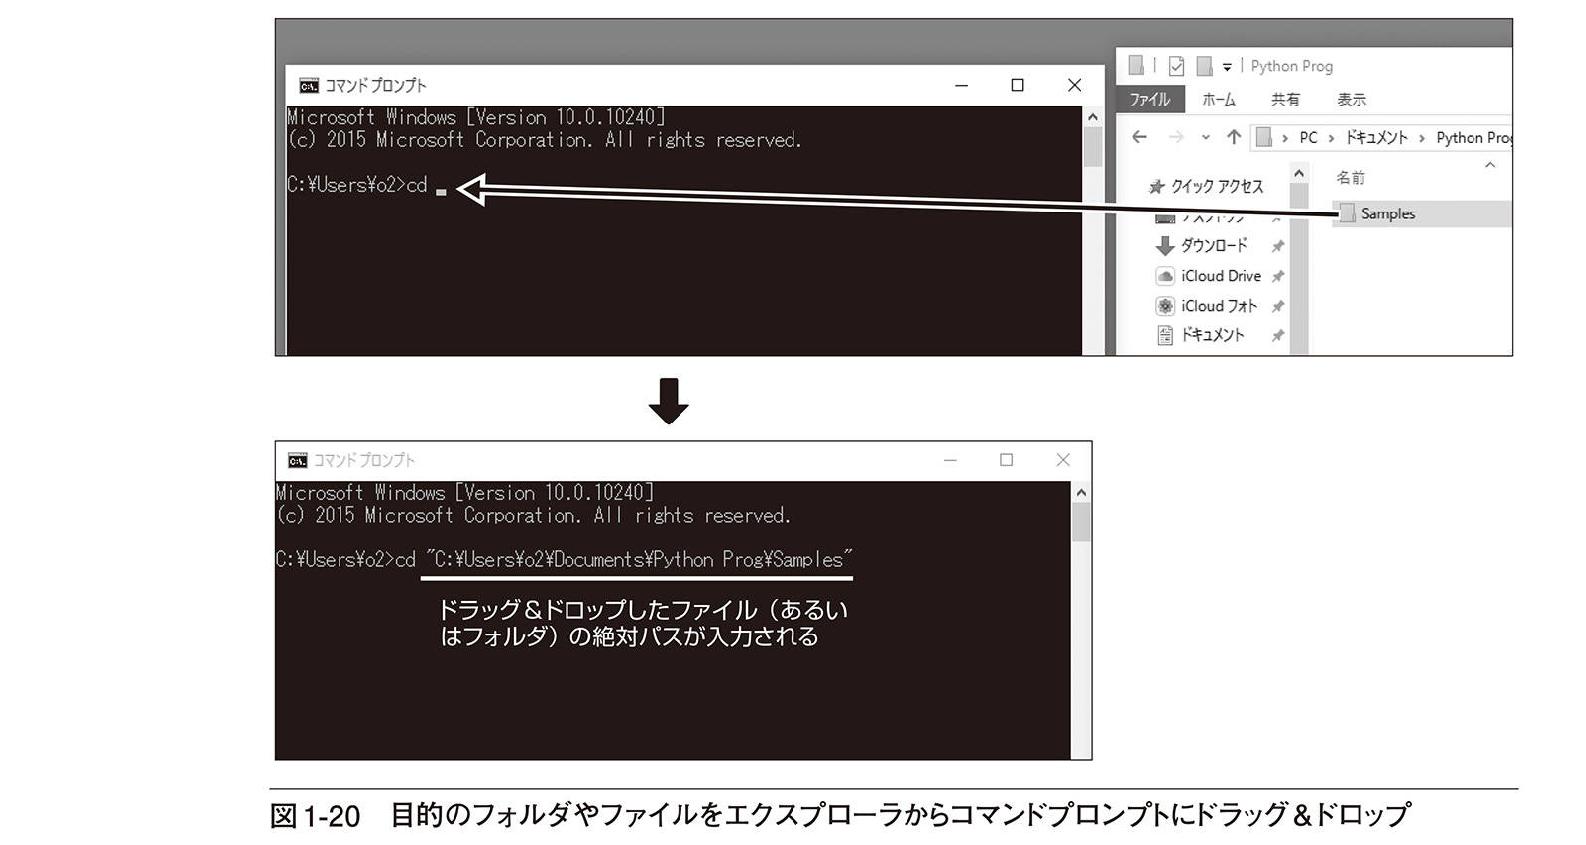 コマンド プロンプト
Microsoft Windows [Version 10.0.10240]
(c) 2015 Microsoft Corporation. All rights reserved.
C:¥Users¥o2>cd
Python Prog
ファイル ホーム 共有 表示
PC › ドキュメント › Python Prog
クイック アクセス
名前
Samples
ダウンロード
iCloud Drive
iCloud フォト
ドキュメント
コマンド プロンプト
Microsoft Windows [Version 10.0.10240]
(c) 2015 Microsoft Corporation. All rights reserved.
C:¥Users¥o2>cd "C:¥Users¥o2¥Documents¥Python Prog¥Samples"
ドラッグ&ドロップしたファイル（あるい
はフォルダ）の絶対パスが入力される
図1-20 目的のフォルダやファイルをエクスプローラからコマンドプロンプトにドラッグ&ドロップ